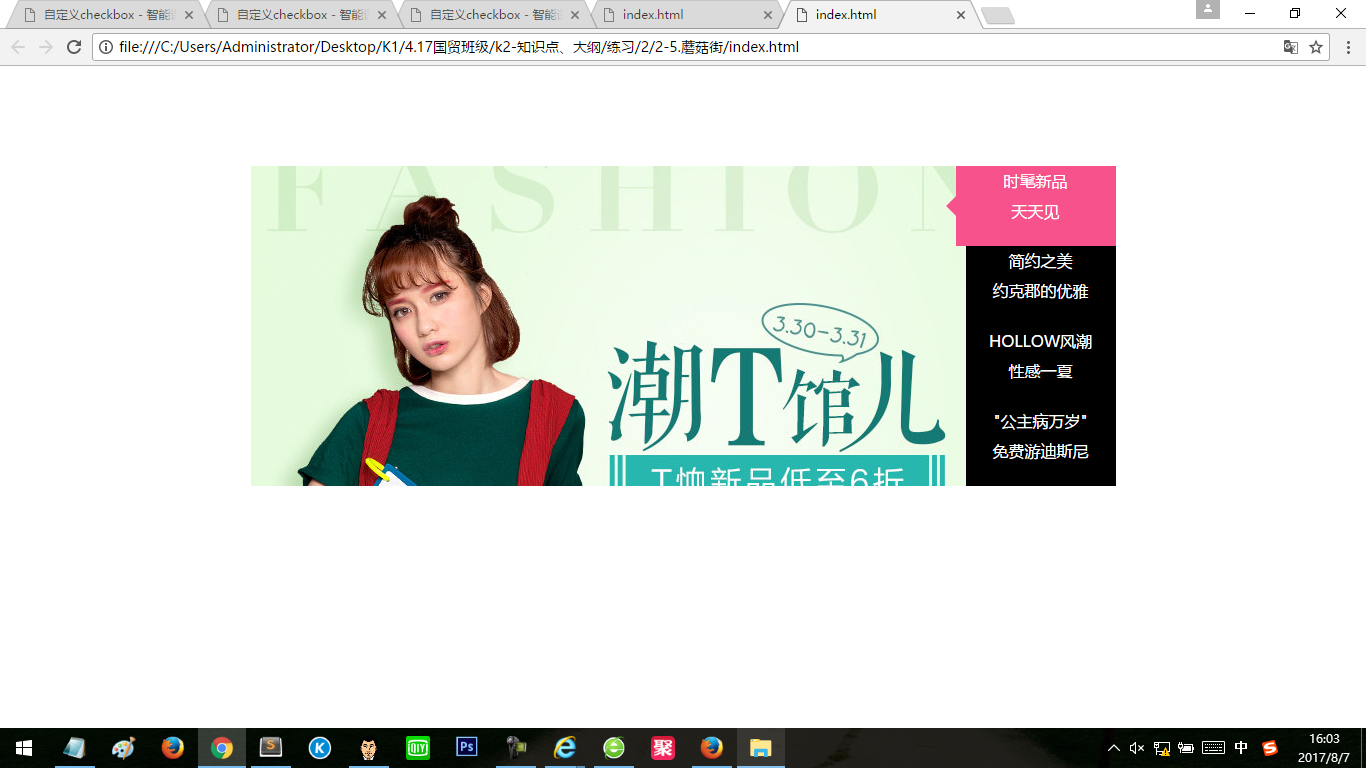 自定义checkbox - 智能
自定义checkbox - 智能
自定义checkbox - 智能
index.html
index.html
file:///C:/Users/Administrator/Desktop/K1/4.17国贸班级/k2-知识点、大纲/练习/2/2-5.蘑菇街/index.html
FASHION
时髦新品
天天见
简约之美
约克郡的优雅
3.30-3.31
HOLLOW风潮
性感一夏
潮T馆儿
"公主病万岁"
免费游迪斯尼
T恤新品低至6折
S
K
DIY
Ps
聚
中
S
16:03
2017/8/7